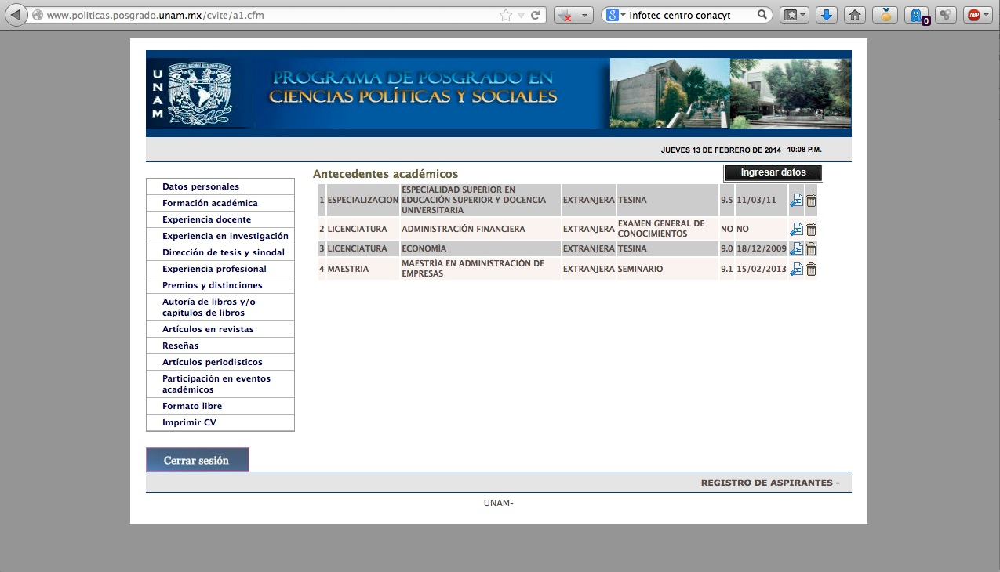 www.politicas.posgrado.unam.mx/cvite/a1.cfm
8
infotec centro conacyt
0
ABP
UNAM
PROGRAMA DE POSGRADO EN
CIENCIAS POLÍTICAS Y SOCIALES
JUEVES 13 DE FEBRERO DE 2014 10:08 P.M.
Antecedentes académicos
Ingresar datos
1 ESPECIALIZACION ESPECIALIDAD SUPERIOR EN EDUCACIÓN SUPERIOR Y DOCENCIA UNIVERSITARIA EXTRANJERA TESINA 9.5 11/03/11
2 LICENCIATURA ADMINISTRACIÓN FINANCIERA EXTRANJERA EXAMEN GENERAL DE CONOCIMIENTOS NO NO
3 LICENCIATURA ECONOMÍA EXTRANJERA TESINA 9.0 18/12/2009
4 MAESTRIA MAESTRÍA EN ADMINISTRACIÓN DE EMPRESAS EXTRANJERA SEMINARIO 9.1 15/02/2013
Datos personales
Formación académica
Experiencia docente
Experiencia en investigación
Dirección de tesis y sinodal
Experiencia profesional
Premios y distinciones
Autoría de libros y/o
capítulos de libros
Artículos en revistas
Reseñas
Artículos periodisticos
Participación en eventos
académicos
Formato libre
Imprimir CV
Cerrar sesión
REGISTRO DE ASPIRANTES -
UNAM-